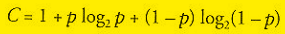 C = 1 + p log₂ p + (1 − p) log₂(1 − p)